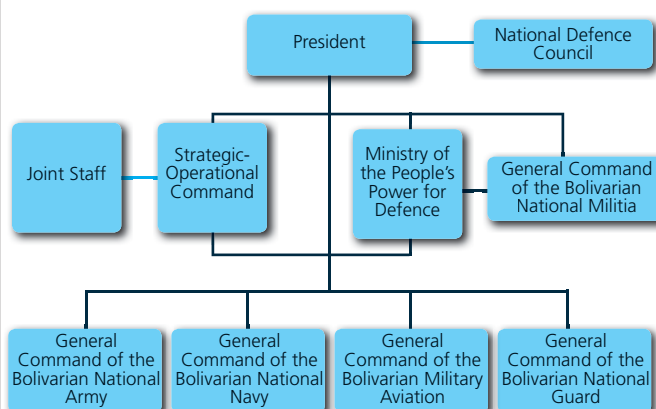 President
National Defence
Council
Joint Staff
Strategic-
Operational
Command
Ministry of
the People's
Power for
Defence
General Command
of the Bolivarian
National Militia
General
Command of the
Bolivarian National
Army
General
Command of the
Bolivarian National
Navy
General
Command of the
Bolivarian Military
Aviation
General
Command of the
Bolivarian National
Guard